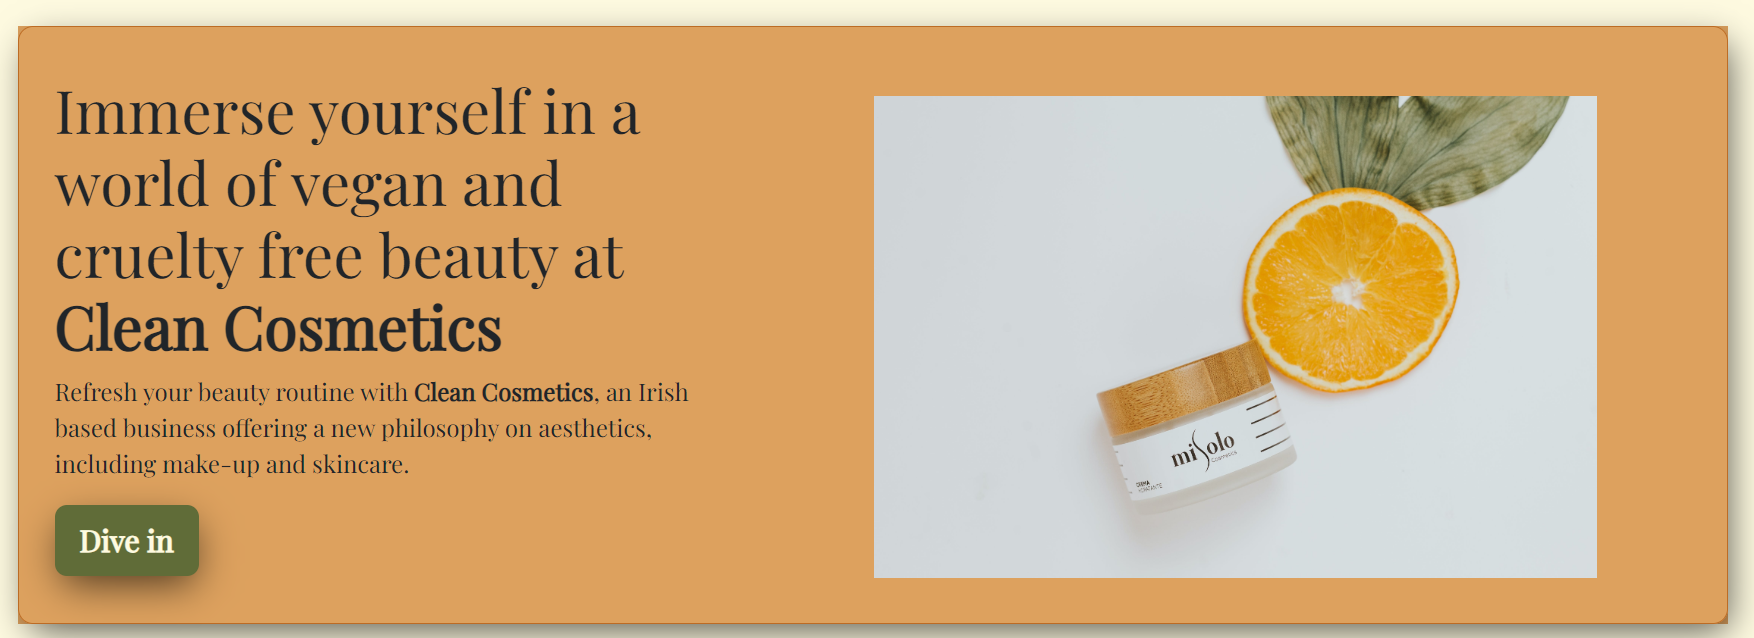 Immerse yourself in a
world of vegan and
cruelty free beauty at
Clean Cosmetics
Refresh your beauty routine with Clean Cosmetics, an Irish
based business offering a new philosophy on aesthetics,
including make-up and skincare.
Dive in
miSolo
Cosmetics
CREMA
HIDRATANTE